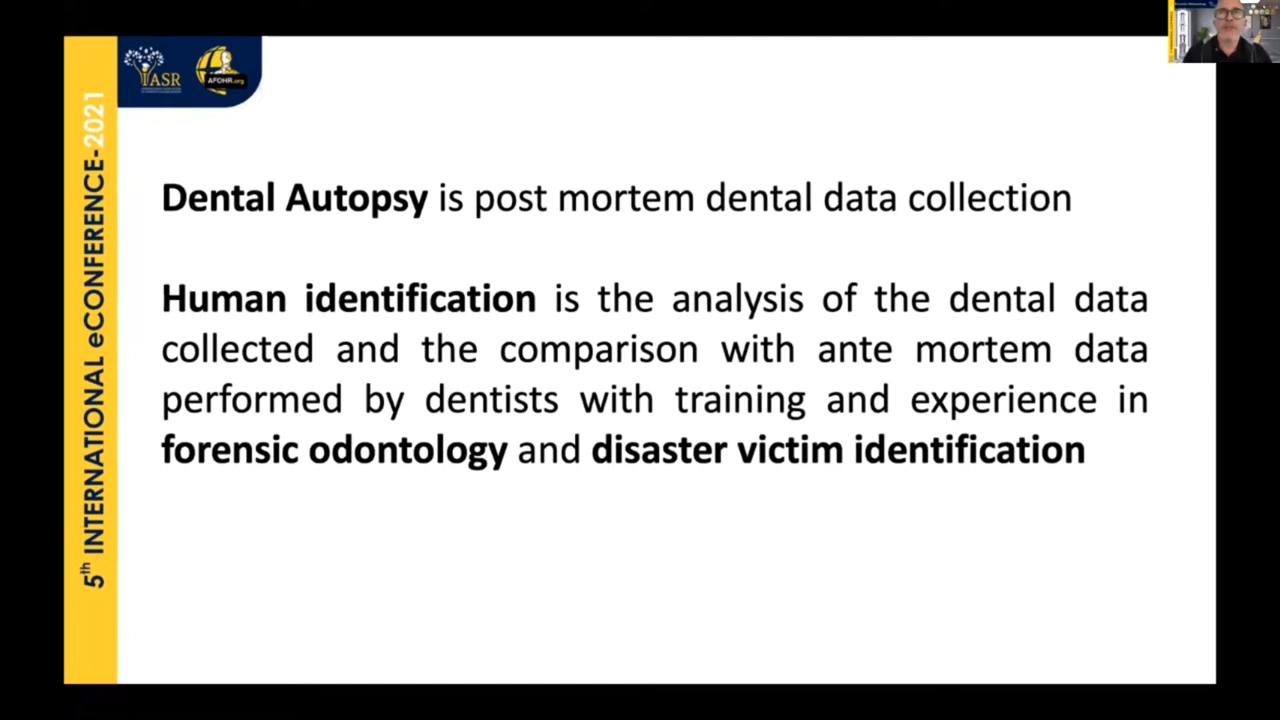 IASR
AFOHR.org
5th INTERNATIONAL eCONFERENCE-2021
Dental Autopsy is post mortem dental data collection
Human identification is the analysis of the dental data
collected and the comparison with ante mortem data
performed by dentists with training and experience in
forensic odontology and disaster victim identification